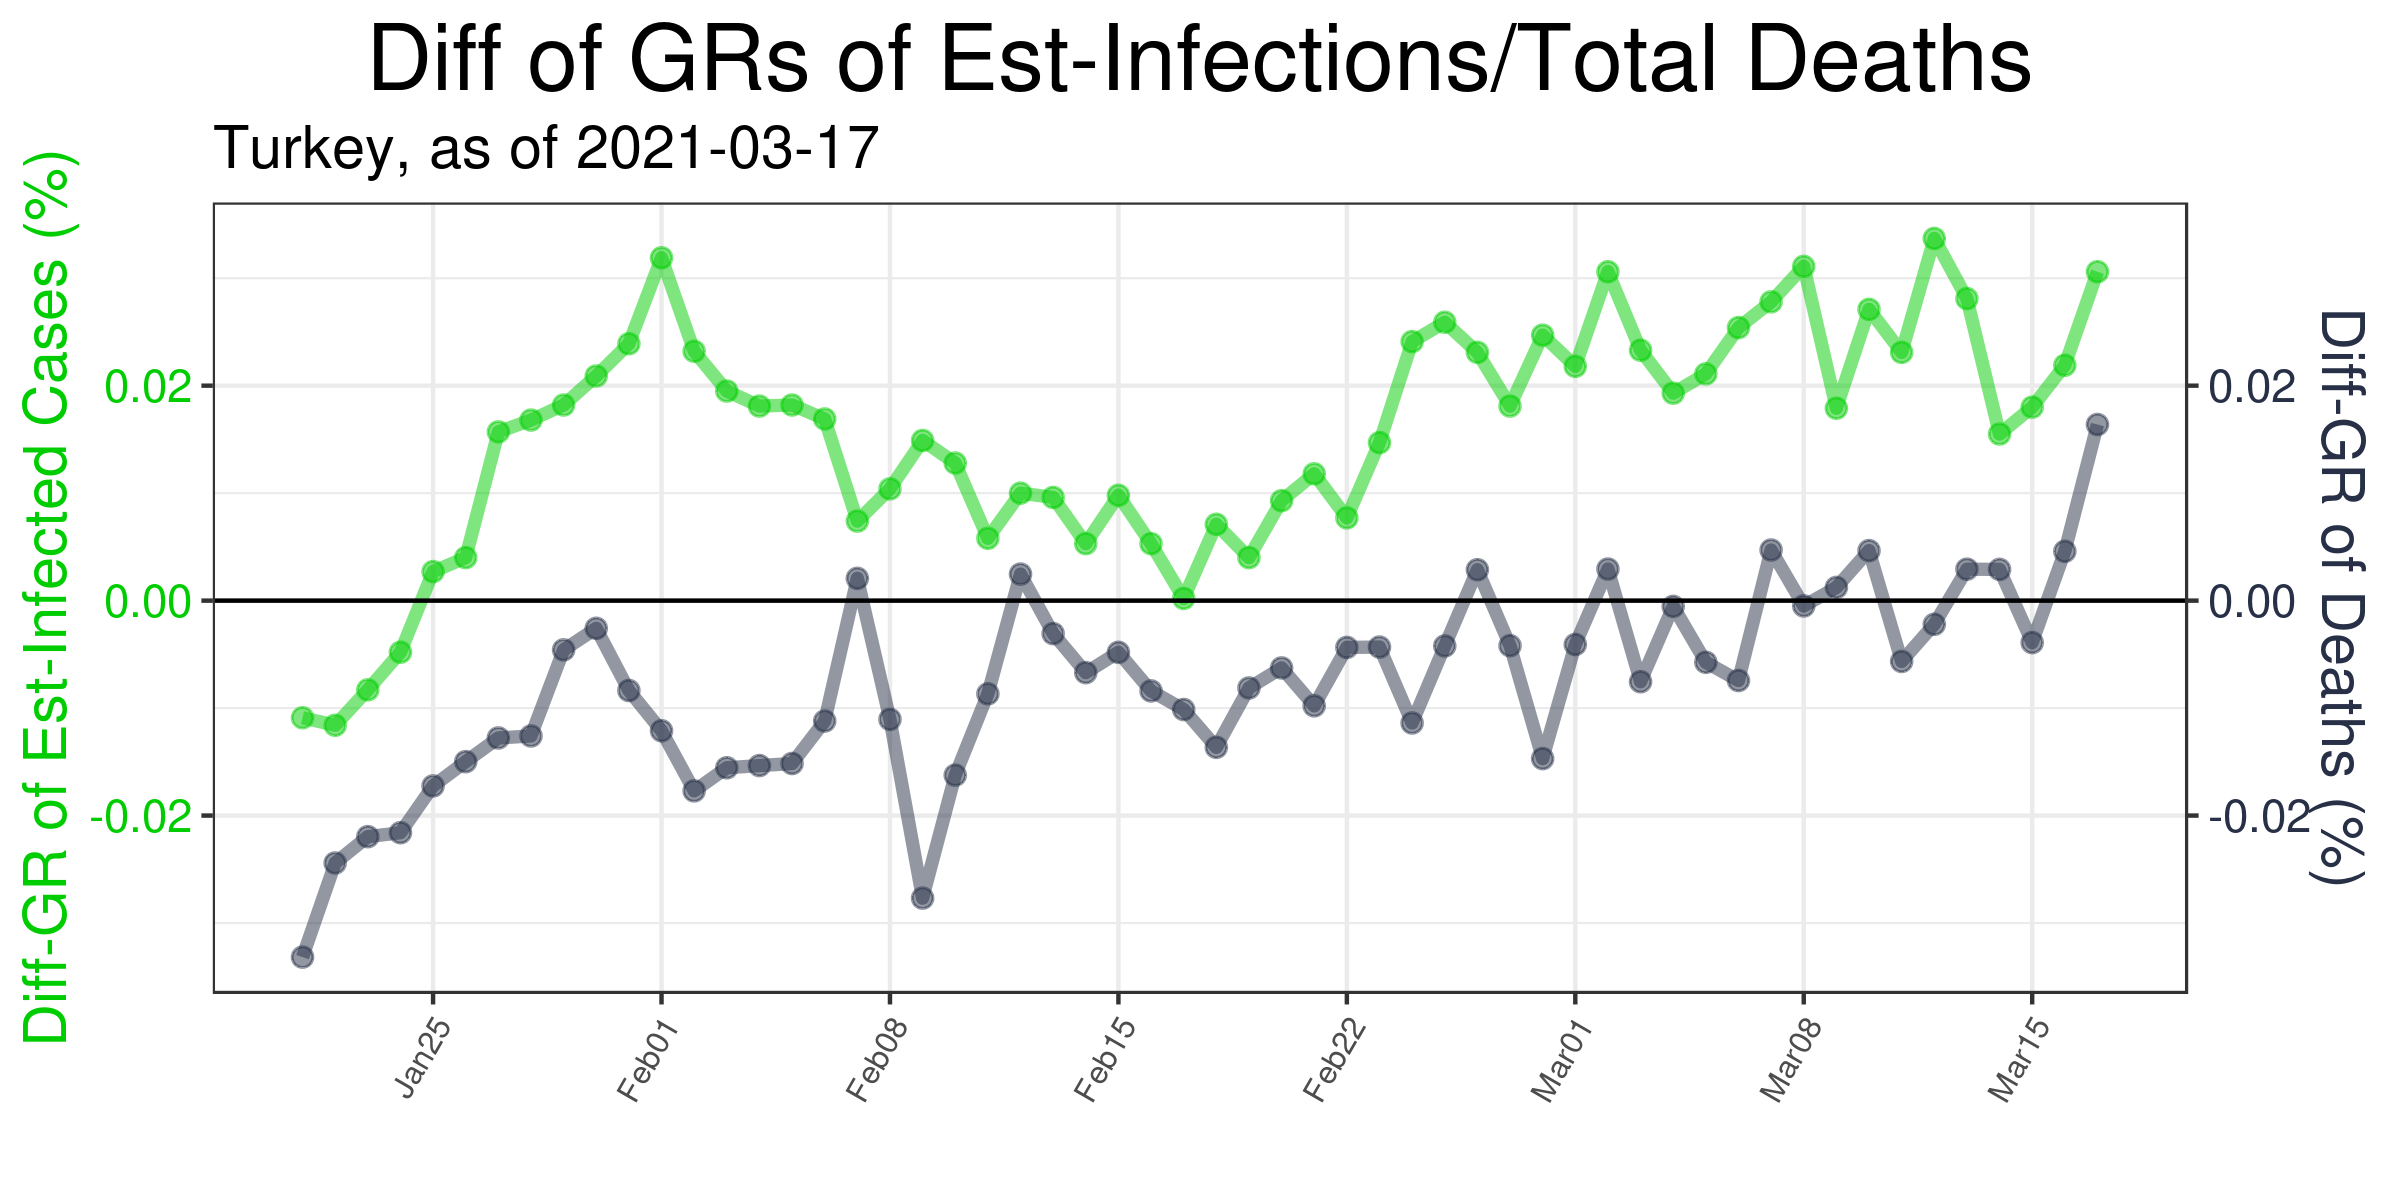 Diff of GRs of Est-Infections/Total Deaths
Turkey, as of 2021-03-17
Diff-GR of Est-Infected Cases (%)
0.02
0.00
-0.02
0.02
0.00
-0.02
Diff-GR of Deaths (%)
Jan25
Feb01
Feb08
Feb15
Feb22
Mar01
Mar08
Mar15